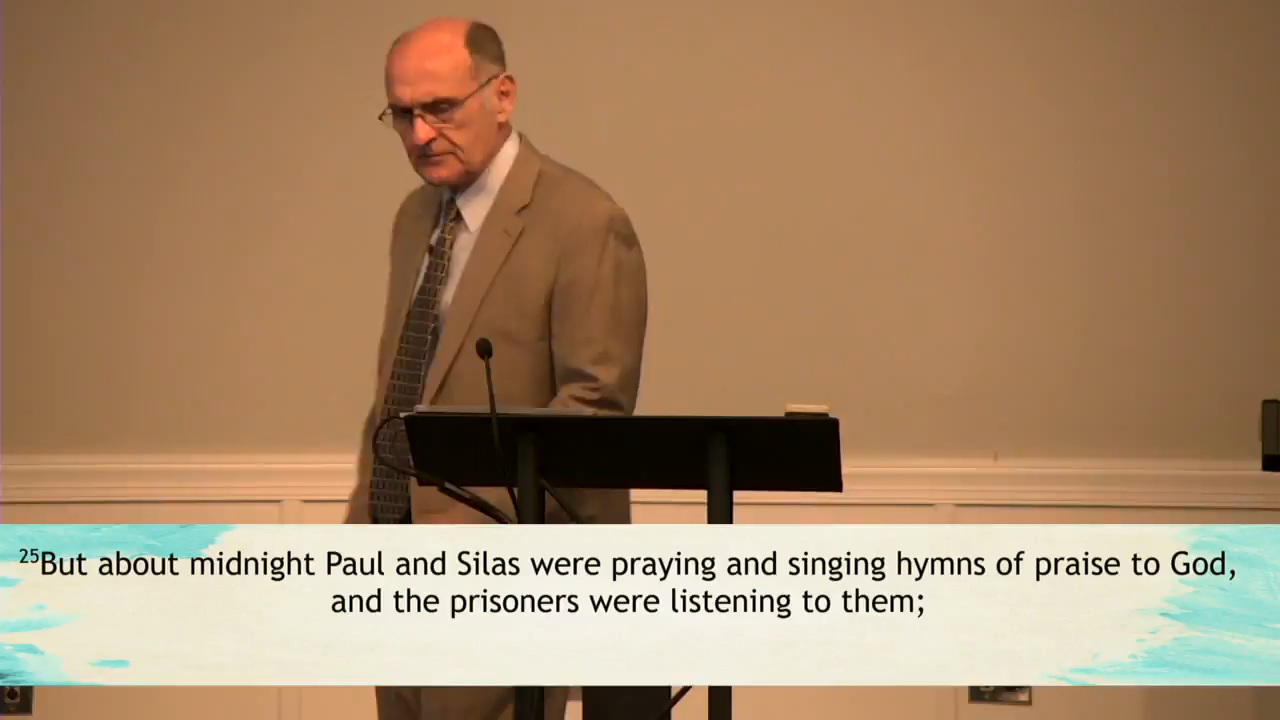 25But about midnight Paul and Silas were praying and singing hymns of praise to God,
and the prisoners were listening to them;